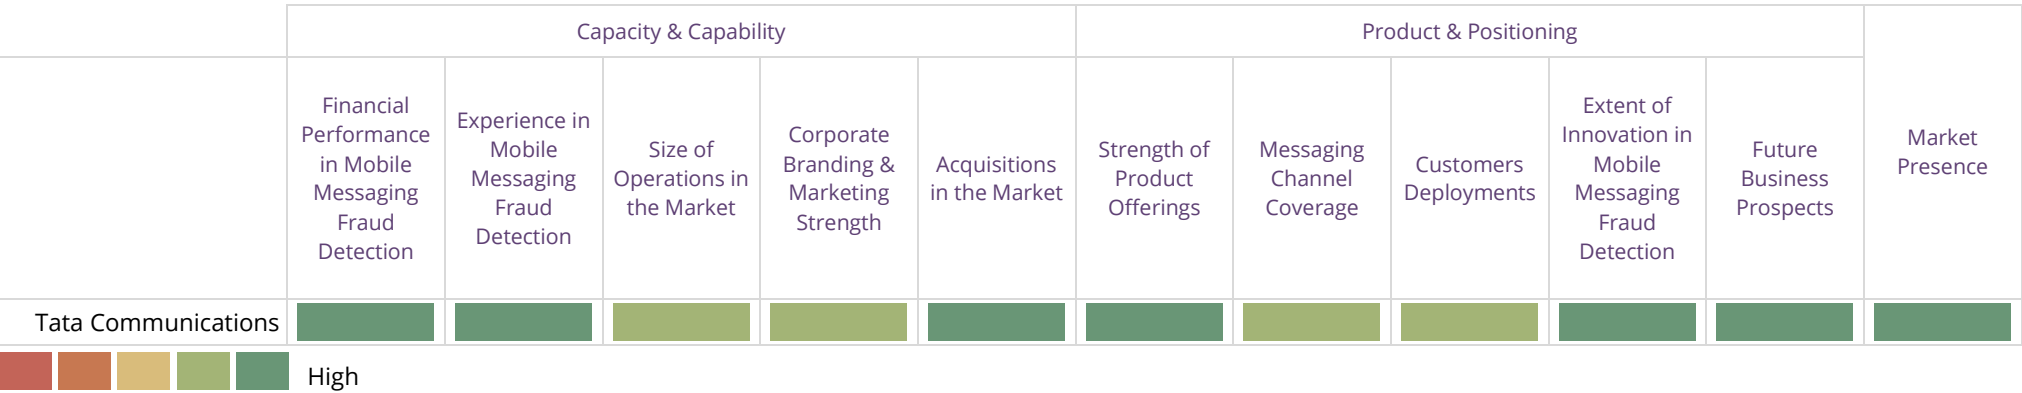 Capacity & Capability
Product & Positioning
Financial
Performance
in Mobile
Messaging
Fraud
Detection
Experience in
Mobile
Messaging
Fraud
Detection
Size of
Operations in
the Market
Corporate
Branding &
Marketing
Strength
Acquisitions
in the Market
Strength of
Product
Offerings
Messaging
Channel
Coverage
Customers
Deployments
Extent of
Innovation in
Mobile
Messaging
Fraud
Detection
Future
Business
Prospects
Market
Presence
Tata Communications
High